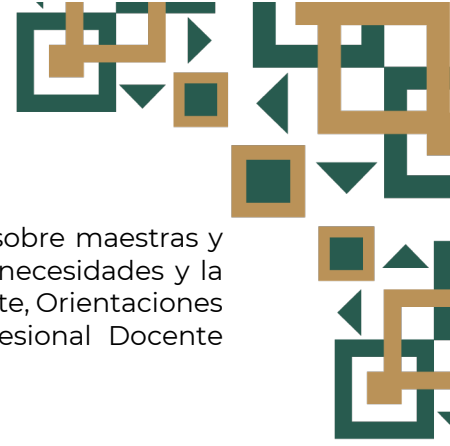 sobre maestras y
necesidades y la
te, Orientaciones
esional Docente